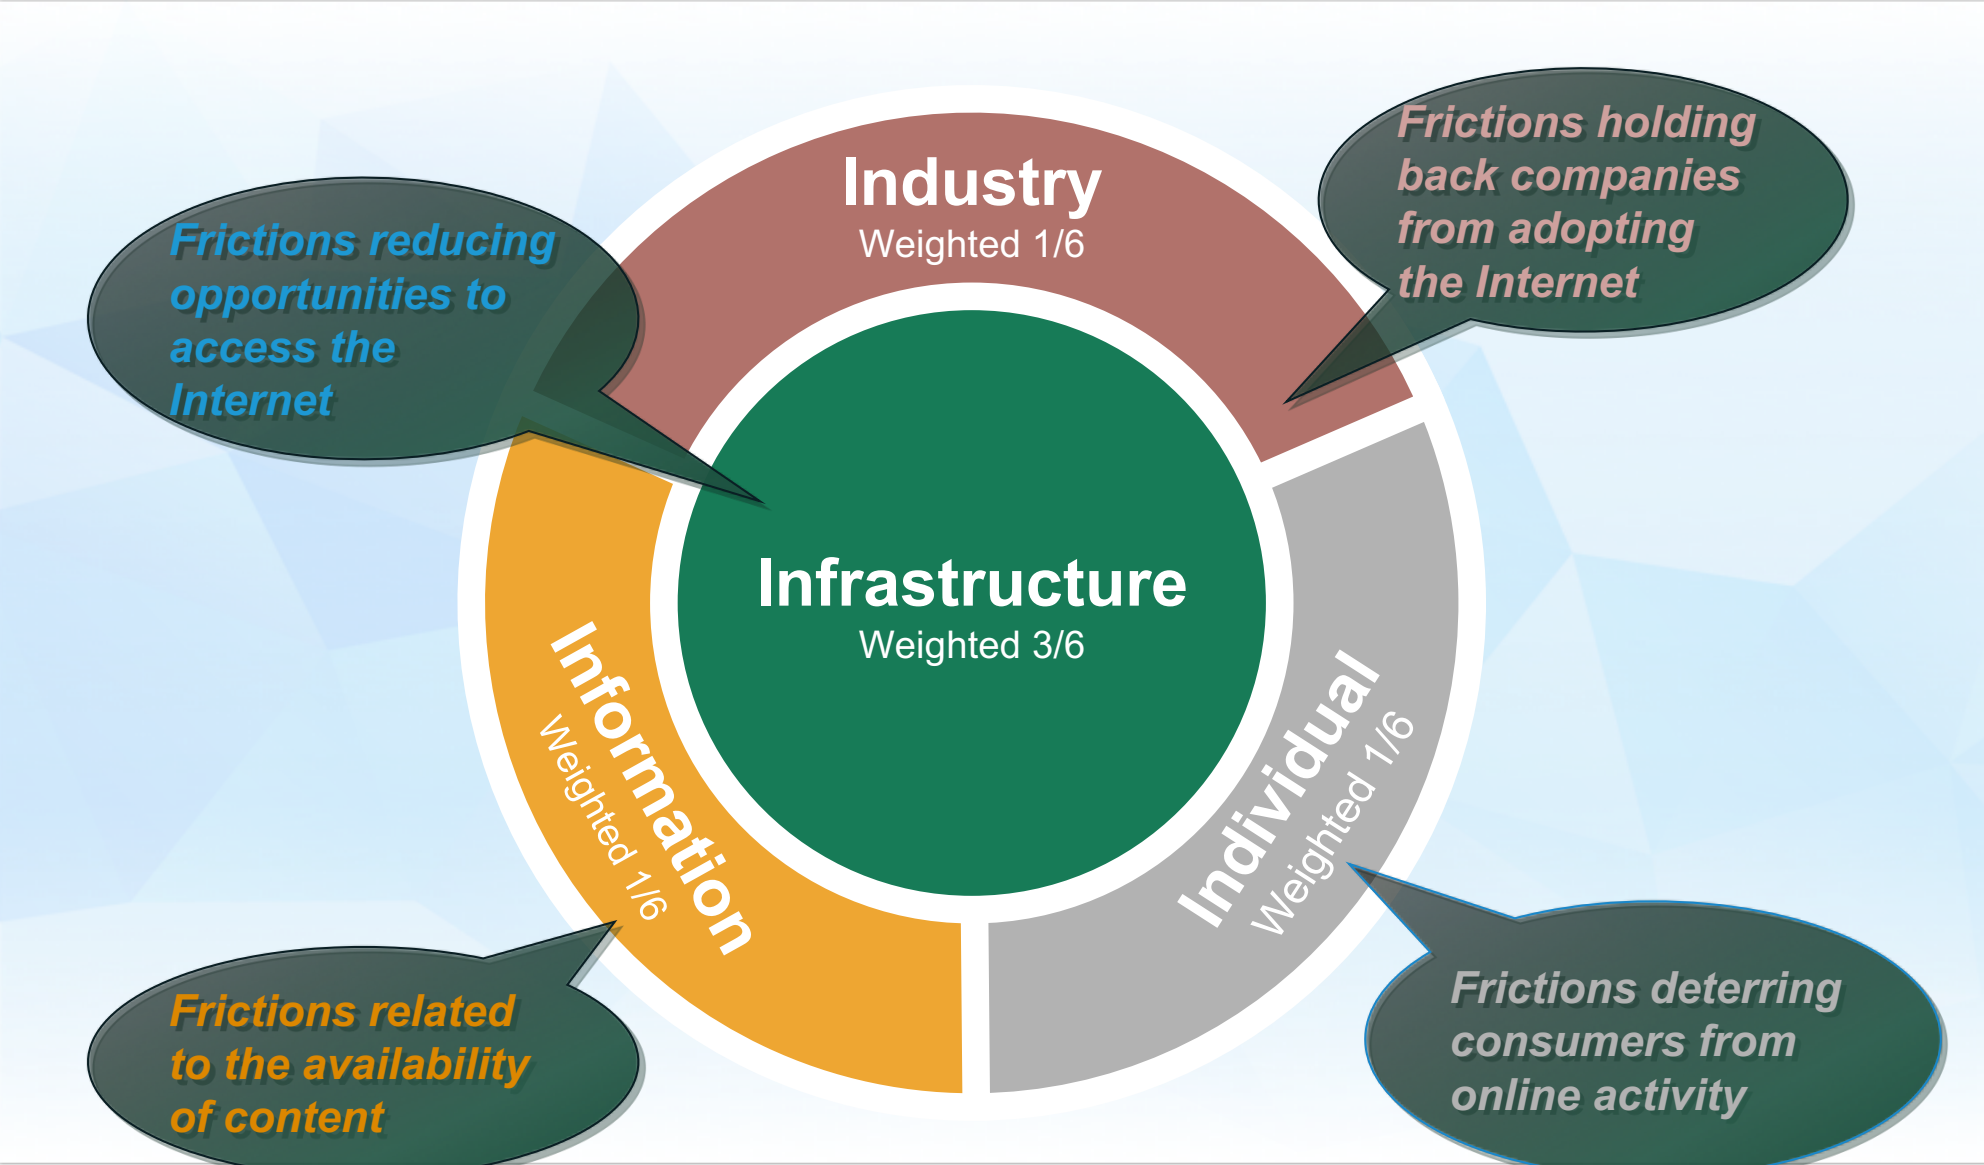 Frictions holding
back companies
from adopting
the Internet
Industry
Weighted 1/6
Frictions reducing
opportunities to
access the
Internet
Infrastructure
Weighted 3/6
Information
Weighted 1/6
Individual
Weighted 1/6
Frictions related
to the availability
of content
Frictions deterring
consumers from
online activity